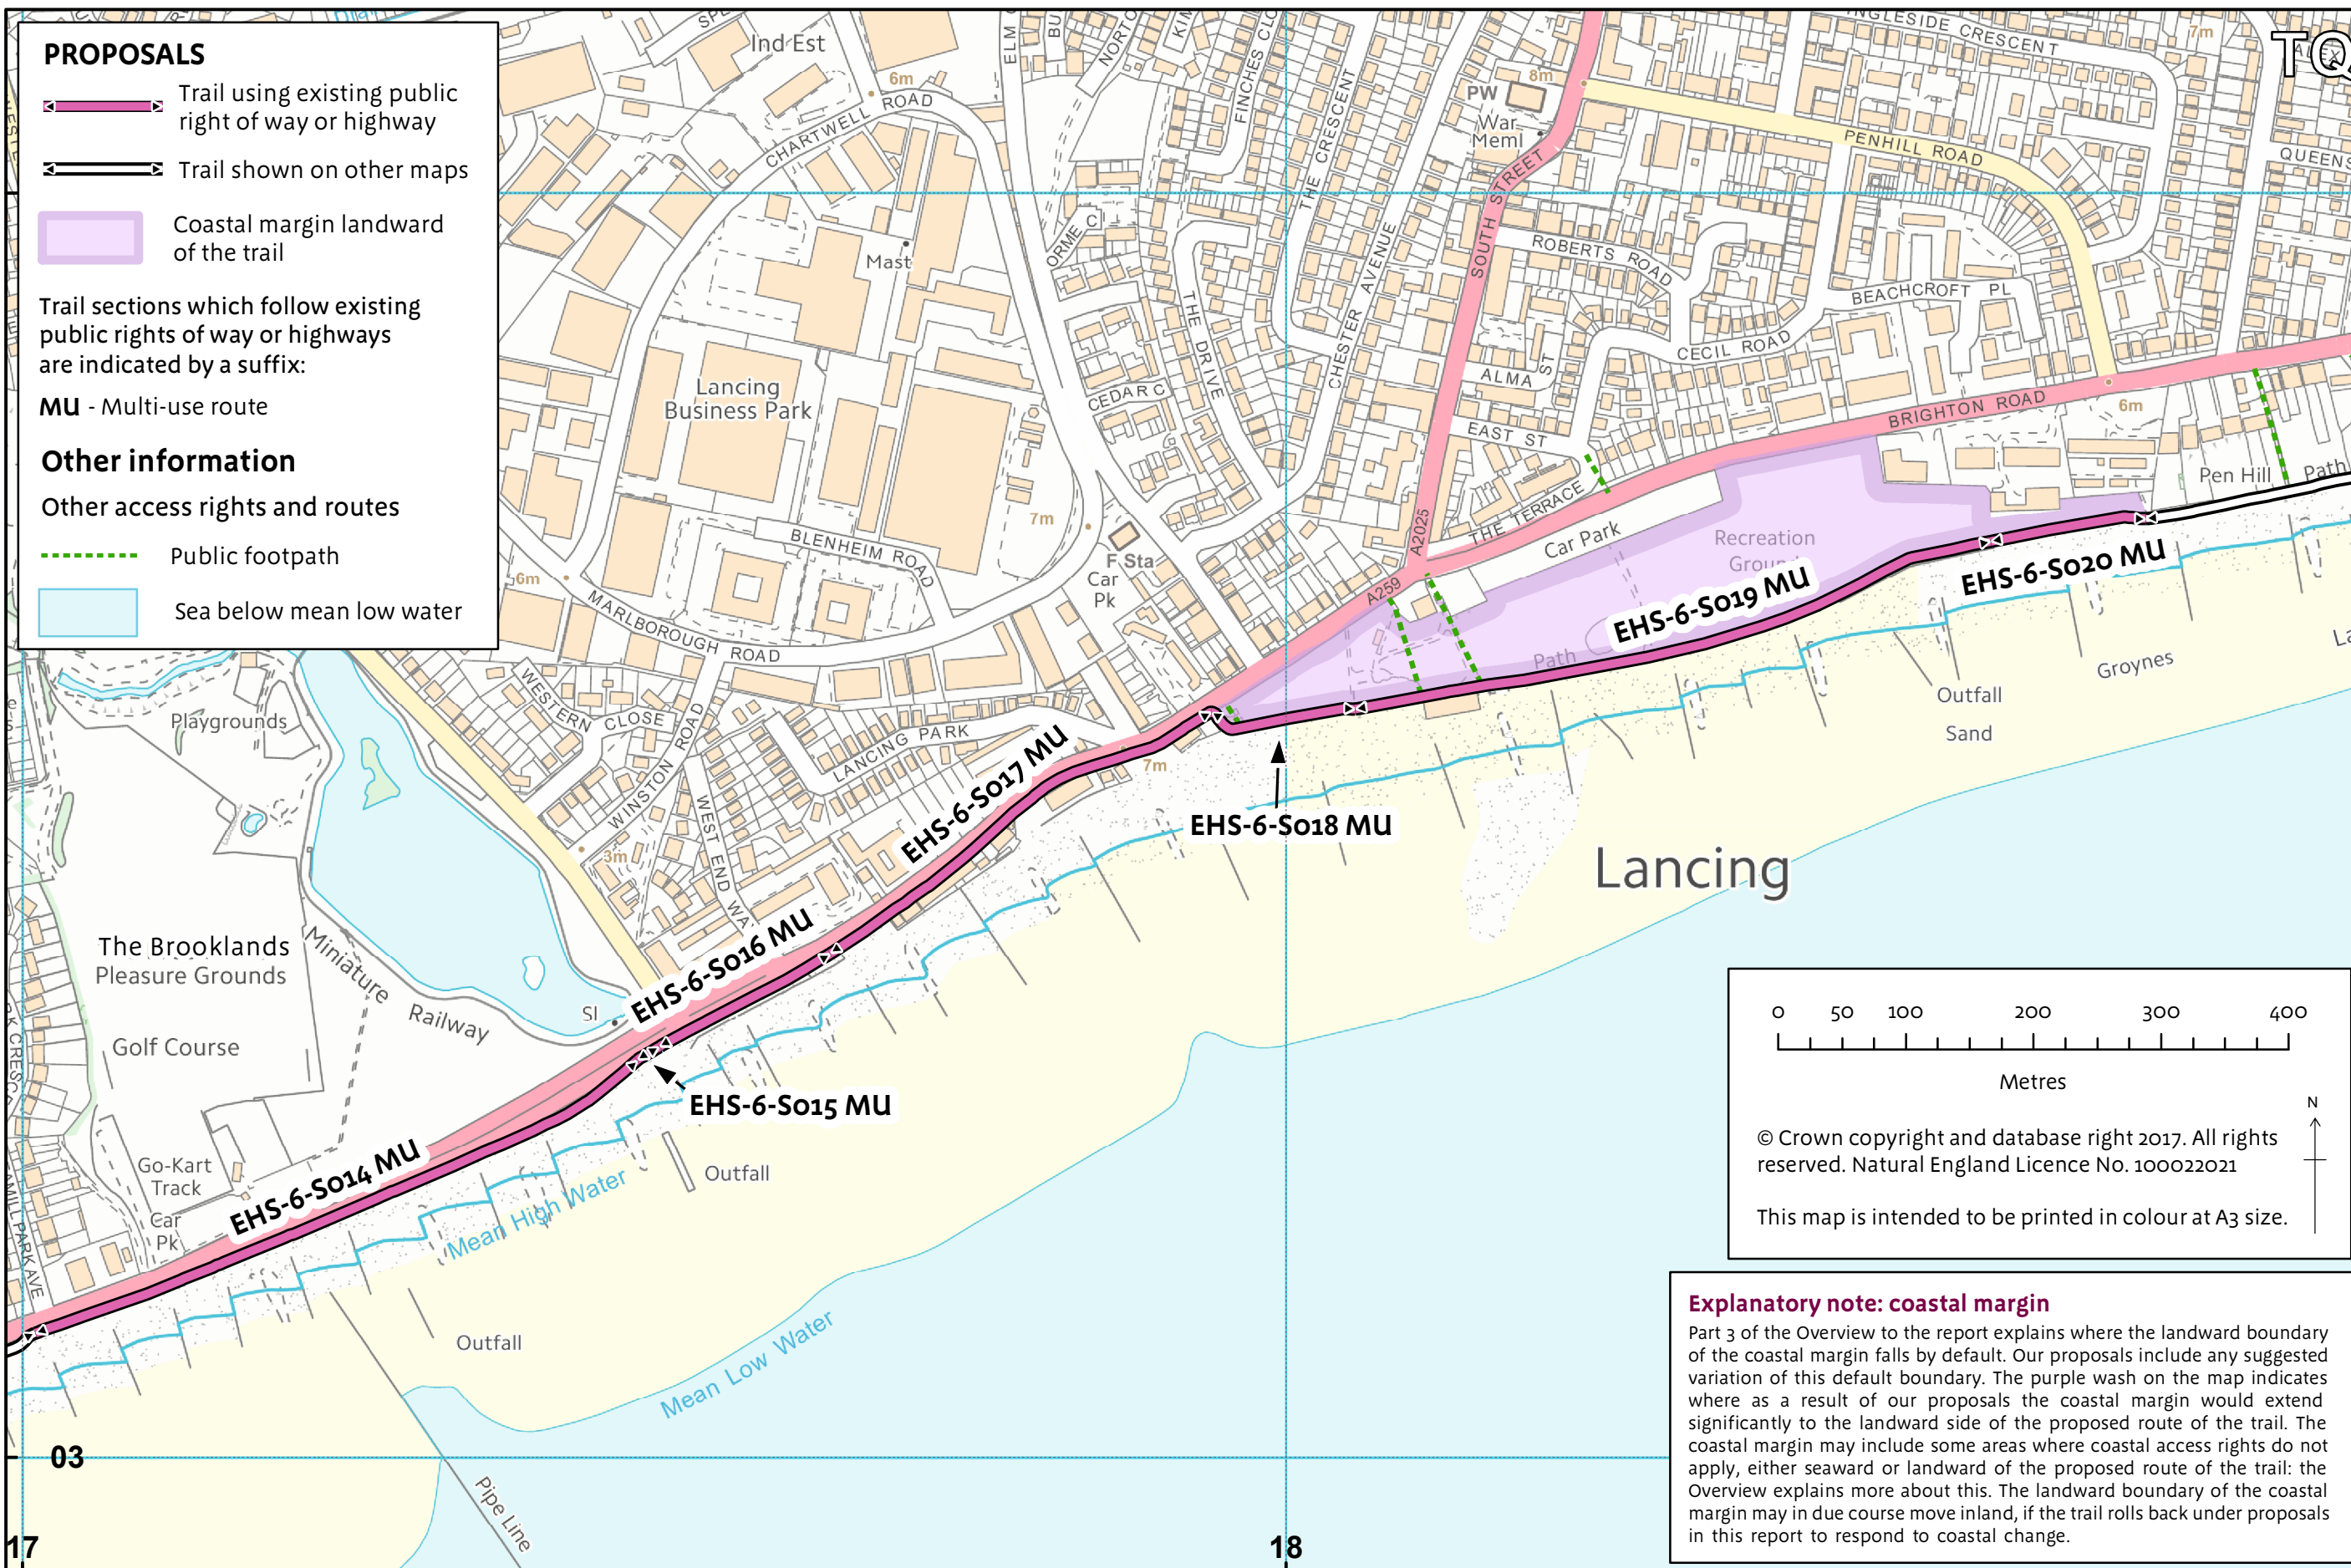 PROPOSALS
Trail using existing public
right of way or highway
Trail shown on other maps
Coastal margin landward
of the trail
Trail sections which follow existing
public rights of way or highways
are indicated by a suffix:
MU - Multi-use route
Other information
Other access rights and routes
Public footpath
Sea below mean low water
Ind Est
6m
CHARTWELL ROAD
Mast
Lancing
Business Park
BLENHEIM ROAD
7m
6m
MARLBOROUGH ROAD
F Sta
Car
Pk
CEDAR C
THE DRIVE
FINCHES CLO
THE CRESCENT
CHESTER AVENUE
NORTO
ELM
ORME C
8m
PW
War
Meml
SOUTH STREET
INGLESIDE CRESCENT
7m
TQ
PENHILL ROAD
QUEENS
ROBERTS ROAD
BEACHCROFT PL
CECIL ROAD
ALMA ST
EAST ST
THE TERRACE
A2025
A259
BRIGHTON ROAD
6m
Car Park
Recreation
Ground
Pen Hill
Path
Path
EHS-6-S019 MU
EHS-6-S020 MU
Groynes
Outfall
Sand
EHS-6-S018 MU
Lancing
WESTERN CLOSE
WINSTON ROAD
LANCING PARK
WEST END WA
7m
3m
EHS-6-S017 MU
EHS-6-S016 MU
EHS-6-S015 MU
EHS-6-S014 MU
Playgrounds
The Brooklands
Pleasure Grounds
Miniature Railway
Golf Course
Sl
Go-Kart
Track
Car
Pk
AMILL PARK AVE
Outfall
Mean High Water
Outfall
Mean Low Water
Pipe Line
03
17
18
0 50 100 200 300 400
Metres
N
© Crown copyright and database right 2017. All rights
reserved. Natural England Licence No. 100022021
This map is intended to be printed in colour at A3 size.
Explanatory note: coastal margin
Part 3 of the Overview to the report explains where the landward boundary
of the coastal margin falls by default. Our proposals include any suggested
variation of this default boundary. The purple wash on the map indicates
where as a result of our proposals the coastal margin would extend
significantly to the landward side of the proposed route of the trail. The
coastal margin may include some areas where coastal access rights do not
apply, either seaward or landward of the proposed route of the trail: the
Overview explains more about this. The landward boundary of the coastal
margin may in due course move inland, if the trail rolls back under proposals
in this report to respond to coastal change.